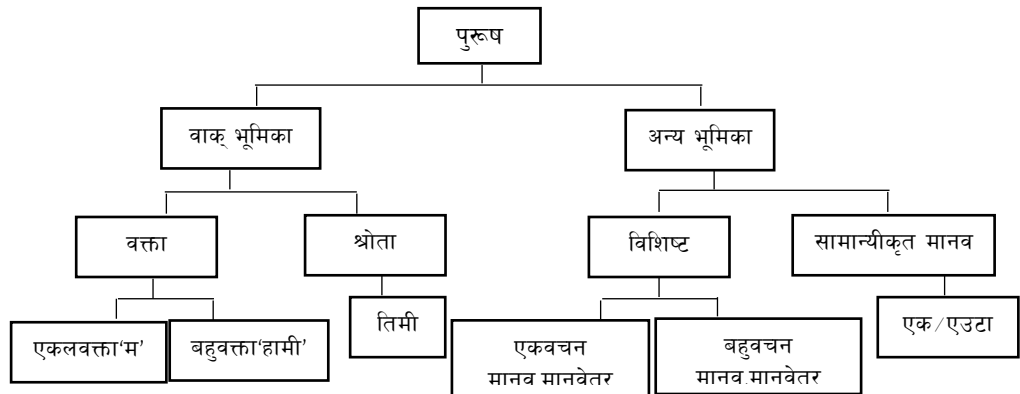 पुरूष
वाक् भूमिका
अन्य भूमिका
वक्ता
श्रोता
विशिष्ट
सामान्यीकृत मानव
एकलवक्ता‘म’
बहुवक्ता‘हामी’
तिमी
एकवचन
मानव.मानवेतर
बहुवचन
मानव.मानवेतर
एक/एउटा